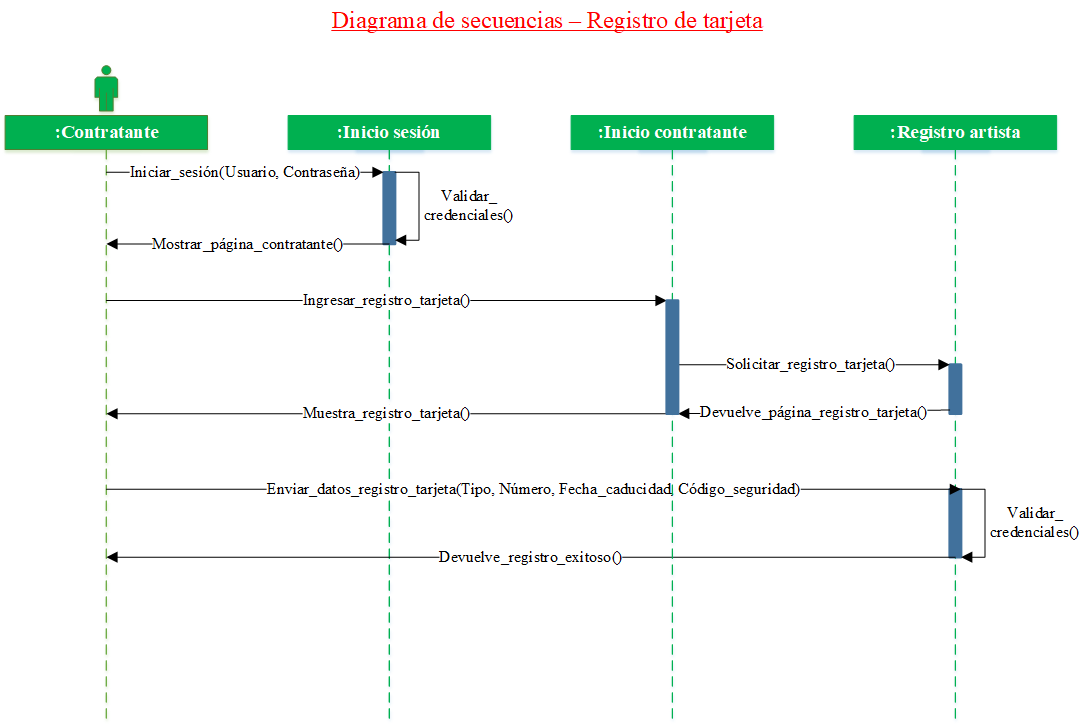 Diagrama de secuencias – Registro de tarjeta
:Contratante
:Inicio sesión
:Inicio contratante
:Registro artista
Iniciar_sesión(Usuario, Contraseña)
Validar_
credenciales()
Mostrar_página_contratante()
Ingresar_registro_tarjeta()
Solicitar_registro_tarjeta()
Muestra_registro_tarjeta()
Devuelve_página_registro_tarjeta()
Enviar_datos_registro_tarjeta(Tipo, Número, Fecha_caducidad, Código_seguridad)
Validar_
credenciales()
Devuelve_registro_exitoso()